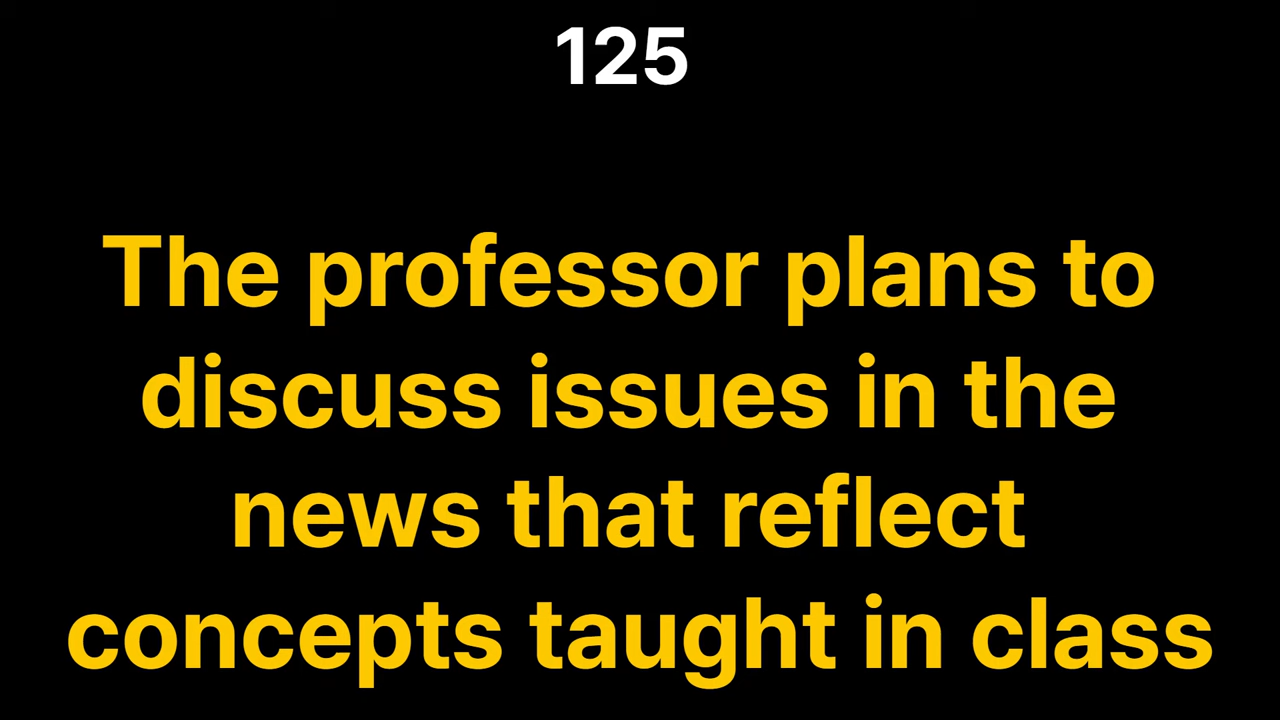 125
The professor plans to
discuss issues in the
news that reflect
concepts taught in class